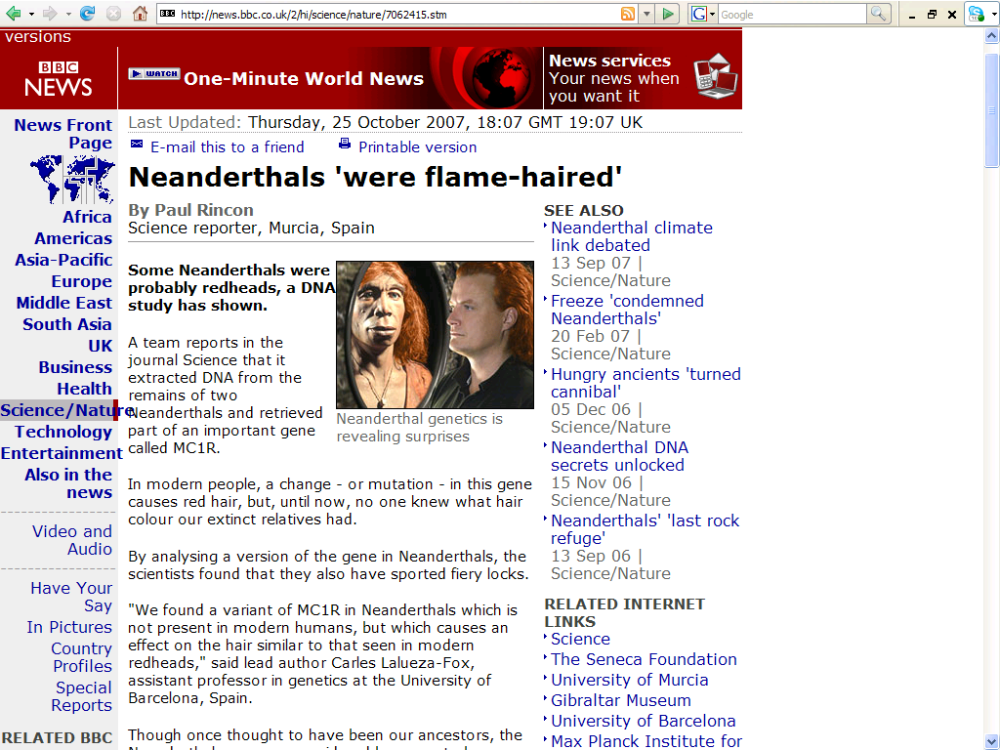 http://news.bbc.co.uk/2/hi/science/nature/7062415.stm
G
Google
versions
BBC
NEWS
WATCH
One-Minute World News
News services
Your news when
you want it
News Front
Page
Africa
Americas
Asia-Pacific
Europe
Middle East
South Asia
UK
Business
Health
Science/Nature
Technology
Entertainment
Also in the
news
Video and
Audio
Have Your
Say
In Pictures
Country
Profiles
Special
Reports
RELATED BBC
Last Updated: Thursday, 25 October 2007, 18:07 GMT 19:07 UK
E-mail this to a friend
Printable version
Neanderthals 'were flame-haired'
By Paul Rincon
Science reporter, Murcia, Spain
Some Neanderthals were
probably redheads, a DNA
study has shown.
A team reports in the
journal Science that it
extracted DNA from the
remains of two
Neanderthals and retrieved
part of an important gene
called MC1R.
Neanderthal genetics is
revealing surprises
In modern people, a change - or mutation - in this gene
causes red hair, but, until now, no one knew what hair
colour our extinct relatives had.
By analysing a version of the gene in Neanderthals, the
scientists found that they also have sported fiery locks.
"We found a variant of MC1R in Neanderthals which is
not present in modern humans, but which causes an
effect on the hair similar to that seen in modern
redheads," said lead author Carles Lalueza-Fox,
assistant professor in genetics at the University of
Barcelona, Spain.
Though once thought to have been our ancestors, the
SEE ALSO
Neanderthal climate
link debated
13 Sep 07 |
Science/Nature
Freeze 'condemned
Neanderthals'
20 Feb 07 |
Science/Nature
Hungry ancients 'turned
cannibal'
05 Dec 06 |
Science/Nature
Neanderthal DNA
secrets unlocked
15 Nov 06 |
Science/Nature
Neanderthals' 'last rock
refuge'
13 Sep 06 |
Science/Nature
RELATED INTERNET
LINKS
Science
The Seneca Foundation
University of Murcia
Gibraltar Museum
University of Barcelona
Max Planck Institute for